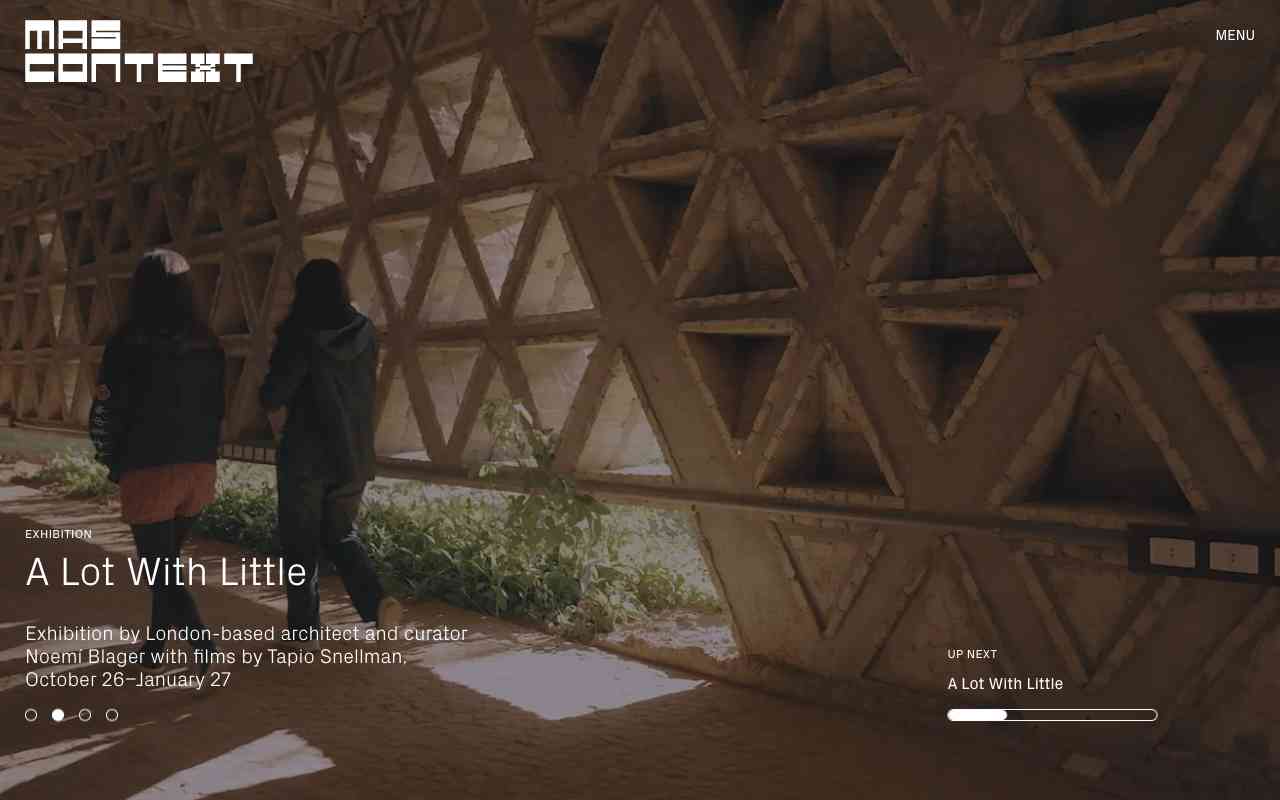 MAS
CONTEXT
MENU
EXHIBITION
A Lot With Little
Exhibition by London-based architect and curator
Noemí Blager with films by Tapio Snellman.
October 26–January 27
UP NEXT
A Lot With Little